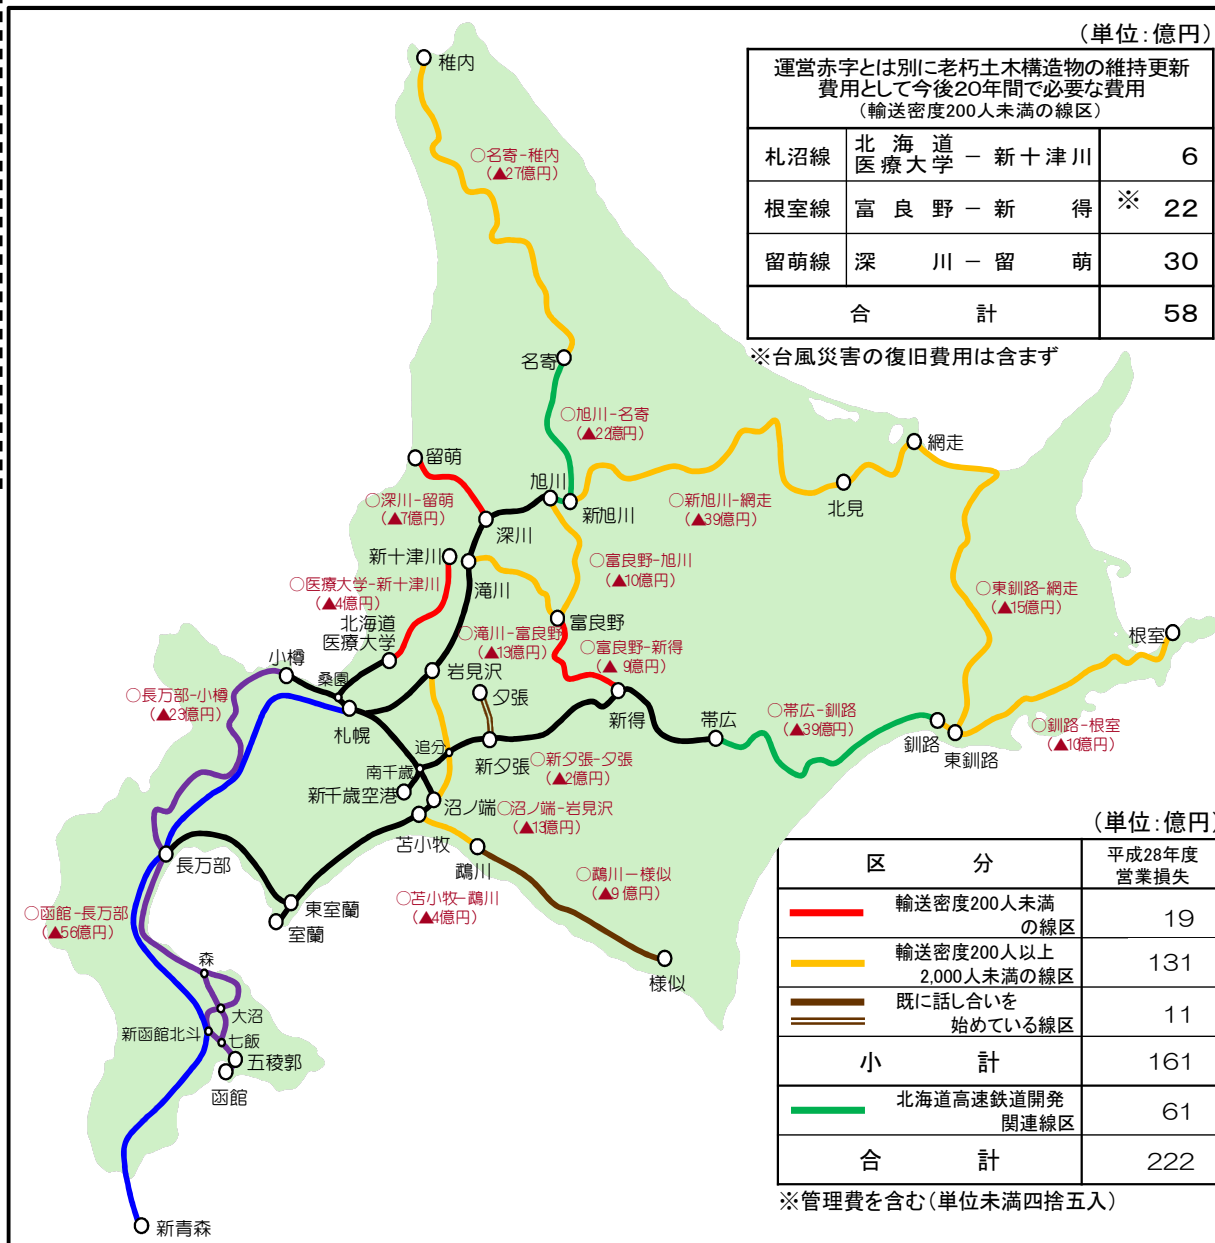 (単位:億円)
運営赤字とは別に老朽土木構造物の維持更新
費用として今後20年間で必要な費用
(輸送密度200人未満の線区)
札沼線 北海道医療大学 － 新十津川 6
根室線 富良野 － 新得 ※ 22
留萌線 深川 － 留萌 30
合計 58
※台風災害の復旧費用は含まず
稚内
○名寄-稚内
(▲27億円)
名寄
○旭川-名寄
(▲22億円)
留萌
旭川
網走
○深川-留萌
(▲7億円)
新旭川
○新旭川-網走
(▲39億円)
北見
深川
新十津川
滝川
○富良野-旭川
(▲10億円)
○医療大学-新十津川
(▲4億円)
○東釧路-網走
(▲15億円)
北海道
医療大学
○滝川-富良野
(▲13億円)
富良野
○富良野-新得
(▲ 9億円)
根室
小樽
桑園
岩見沢
夕張
○長万部-小樽
(▲23億円)
札幌
新得
帯広
○帯広-釧路
(▲39億円)
釧路
東釧路
○釧路-根室
(▲10億円)
追分
南千歳
新夕張
○新夕張-夕張
(▲2億円)
新千歳空港
沼ノ端
○沼ノ端-岩見沢
(▲13億円)
苫小牧
鵡川
長万部
○鵡川－様似
(▲9億円)
○苫小牧-鵡川
(▲4億円)
東室蘭
室蘭
○函館-長万部
(▲56億円)
様似
森
大沼
新函館北斗
七飯
五稜郭
函館
新青森
(単位:億円)
区分 平成28年度
営業損失
輸送密度200人未満
の線区 19
輸送密度200人以上
2,000人未満の線区 131
既に話し合いを
始めている線区 11
小計 161
北海道高速鉄道開発
関連線区 61
合計 222
※管理費を含む(単位未満四捨五入)